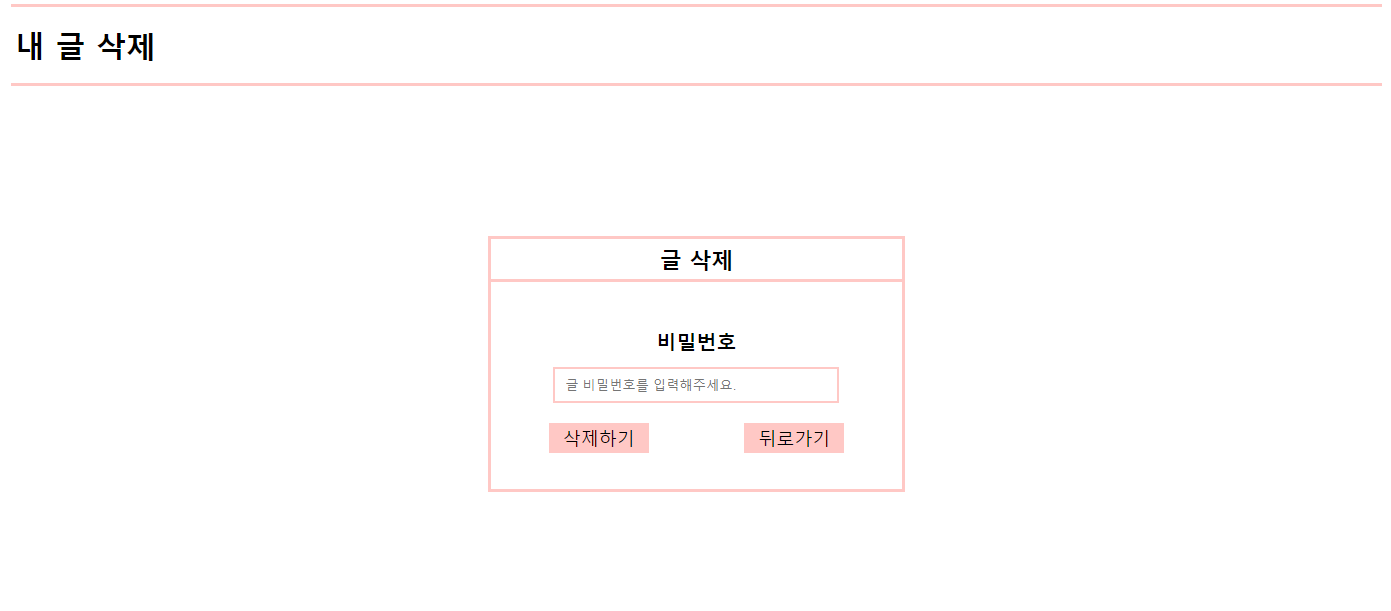 내 글 삭제
글 삭제
비밀번호
글 비밀번호를 입력해주세요.
삭제하기 뒤로가기